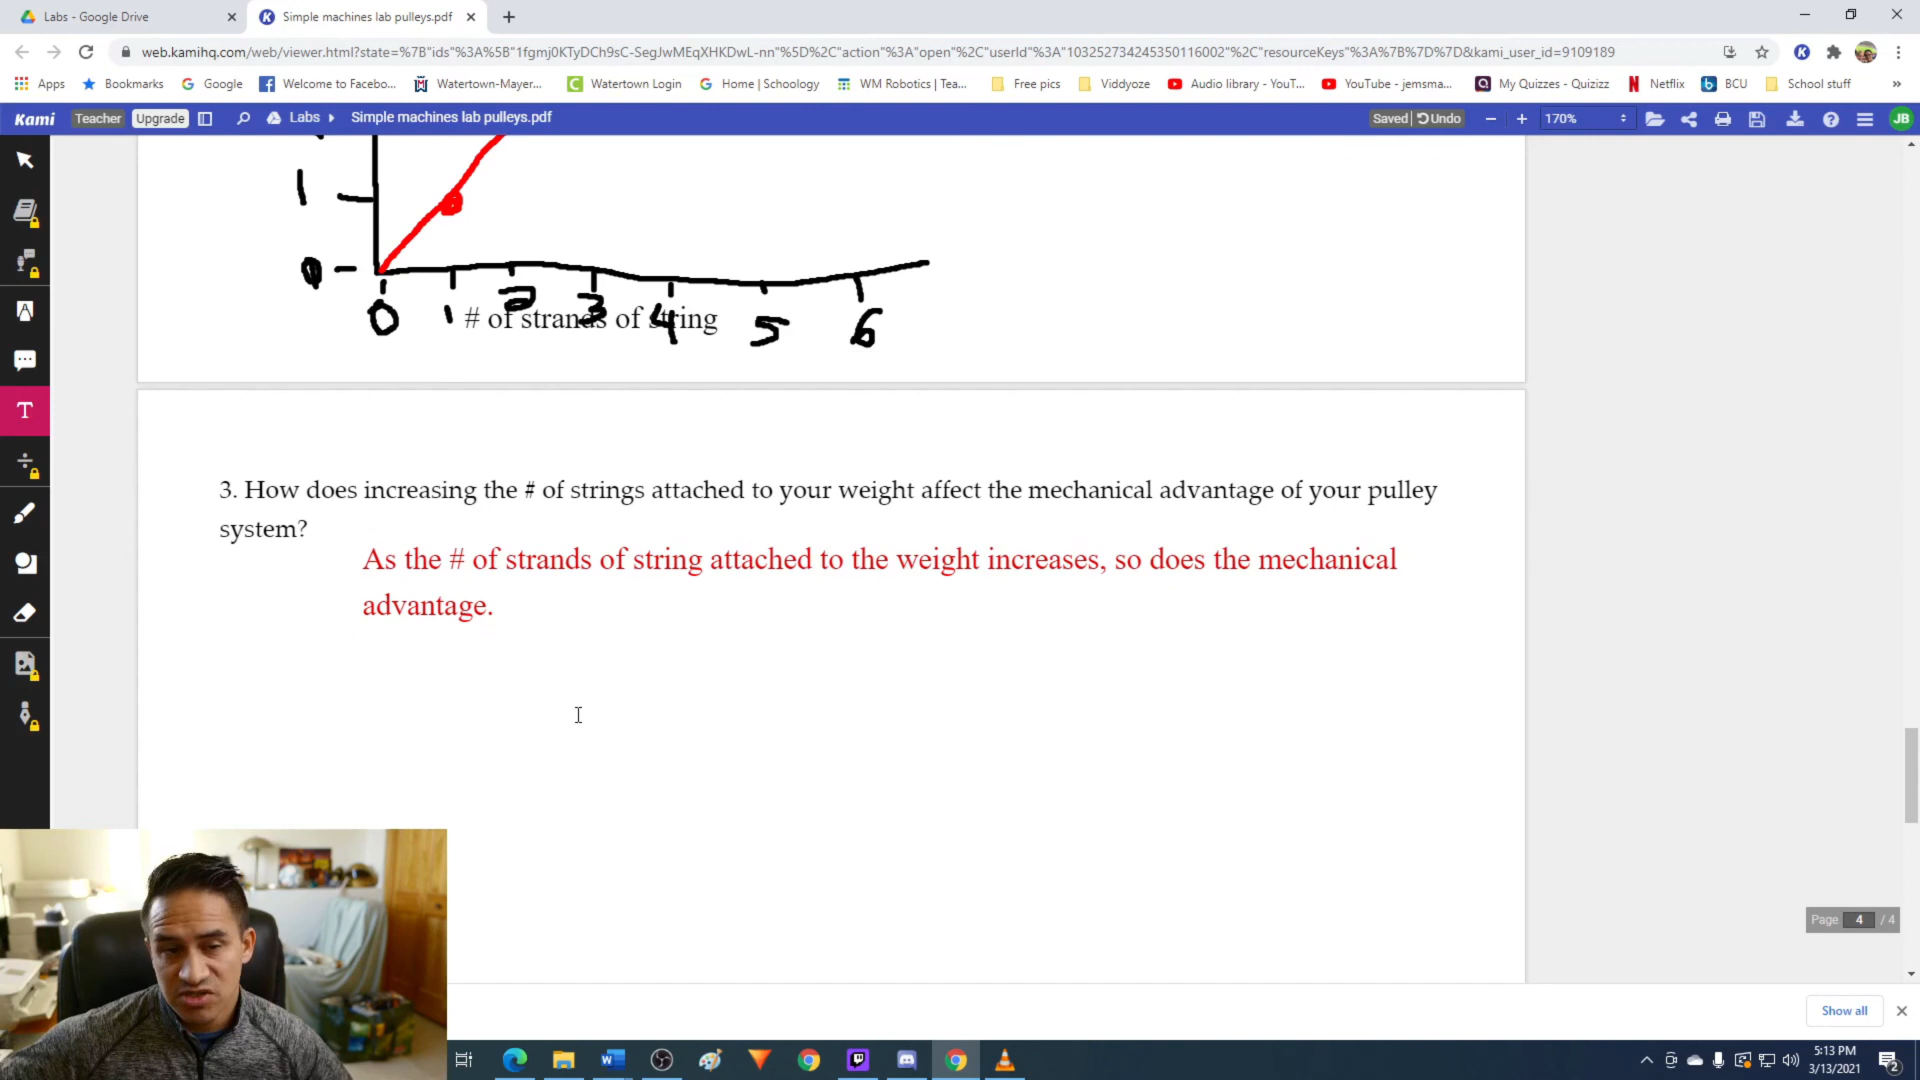 Labs - Google Drive
Simple machines lab pulleys.pdf
web.kamihq.com/web/viewer.html?state=%7B"ids"%3A%5B"1fgmj0KTyDCh9sC-SegJwMEqXHKDwL-nn"%5D%2C"action"%3A"open"%2C"userId"%3A"103252734245350116002"%2C"resourceKeys"%3A%7B%7D%7D&kami_user_id=9109189
Apps
Bookmarks
Google
Welcome to Facebo...
Watertown-Mayer...
Watertown Login
Home | Schoology
WM Robotics | Tea...
Free pics
Viddyoze
Audio library - YouT...
YouTube - jemsma...
My Quizzes - Quizizz
Netflix
BCU
School stuff
»
Kami Teacher Upgrade Labs Simple machines lab pulleys.pdf Saved Undo 170% JB
1
0
0 1 2 3 4 5 6
# of strands of string
3. How does increasing the # of strings attached to your weight affect the mechanical advantage of your pulley
system?
As the # of strands of string attached to the weight increases, so does the mechanical
advantage.
Page 4 / 4
Show all
5:13 PM
3/13/2021
2